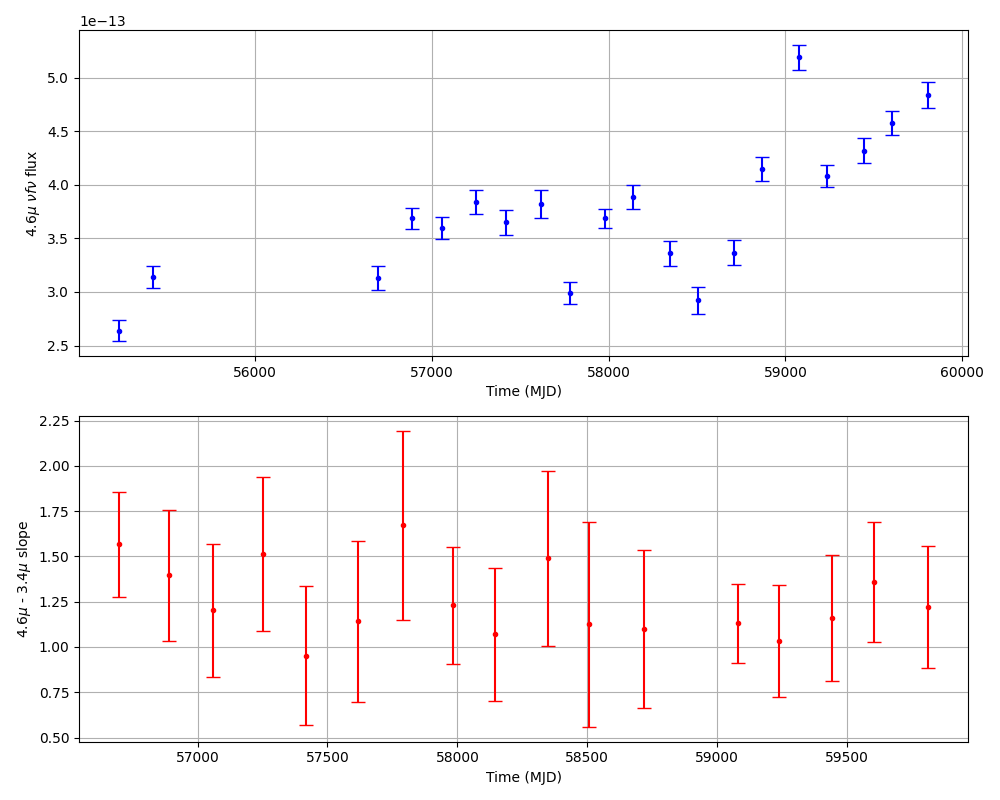 1e−13
5.0
4.5
4.0
3.5
3.0
2.5
4.6μ νfν flux
56000 57000 58000 59000 60000
Time (MJD)
2.25
2.00
1.75
1.50
1.25
1.00
0.75
0.50
4.6μ - 3.4μ slope
57000 57500 58000 58500 59000 59500
Time (MJD)